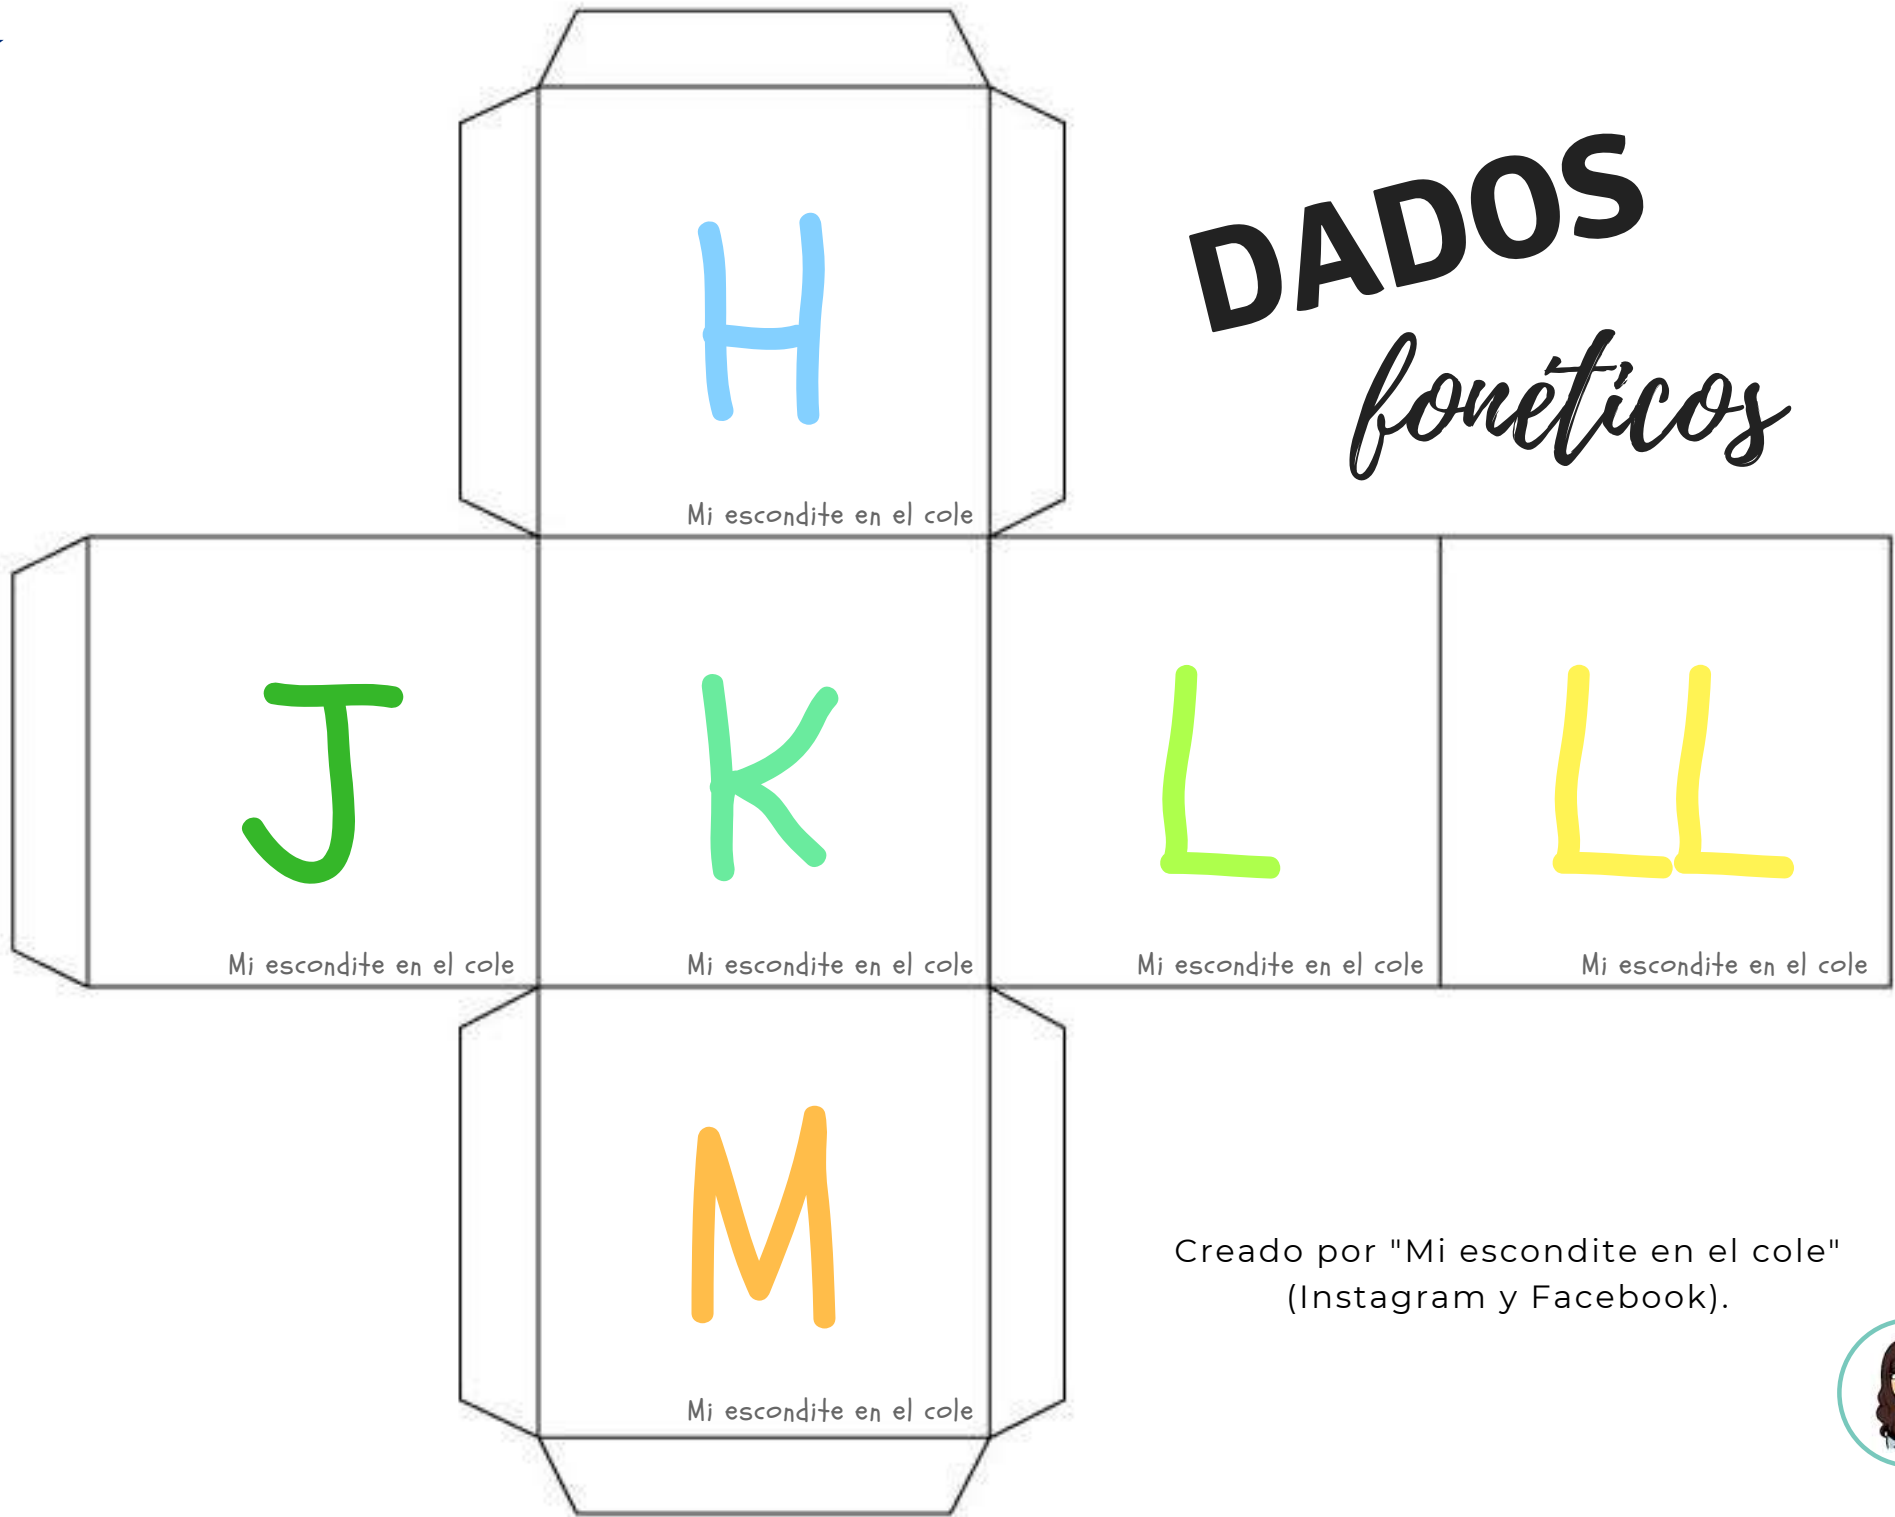 DADOS
fonéticos
H
Mi escondite en el cole
J
K
L
LL
Mi escondite en el cole
Mi escondite en el cole
Mi escondite en el cole
Mi escondite en el cole
M
Mi escondite en el cole
Creado por "Mi escondite en el cole"
(Instagram y Facebook).